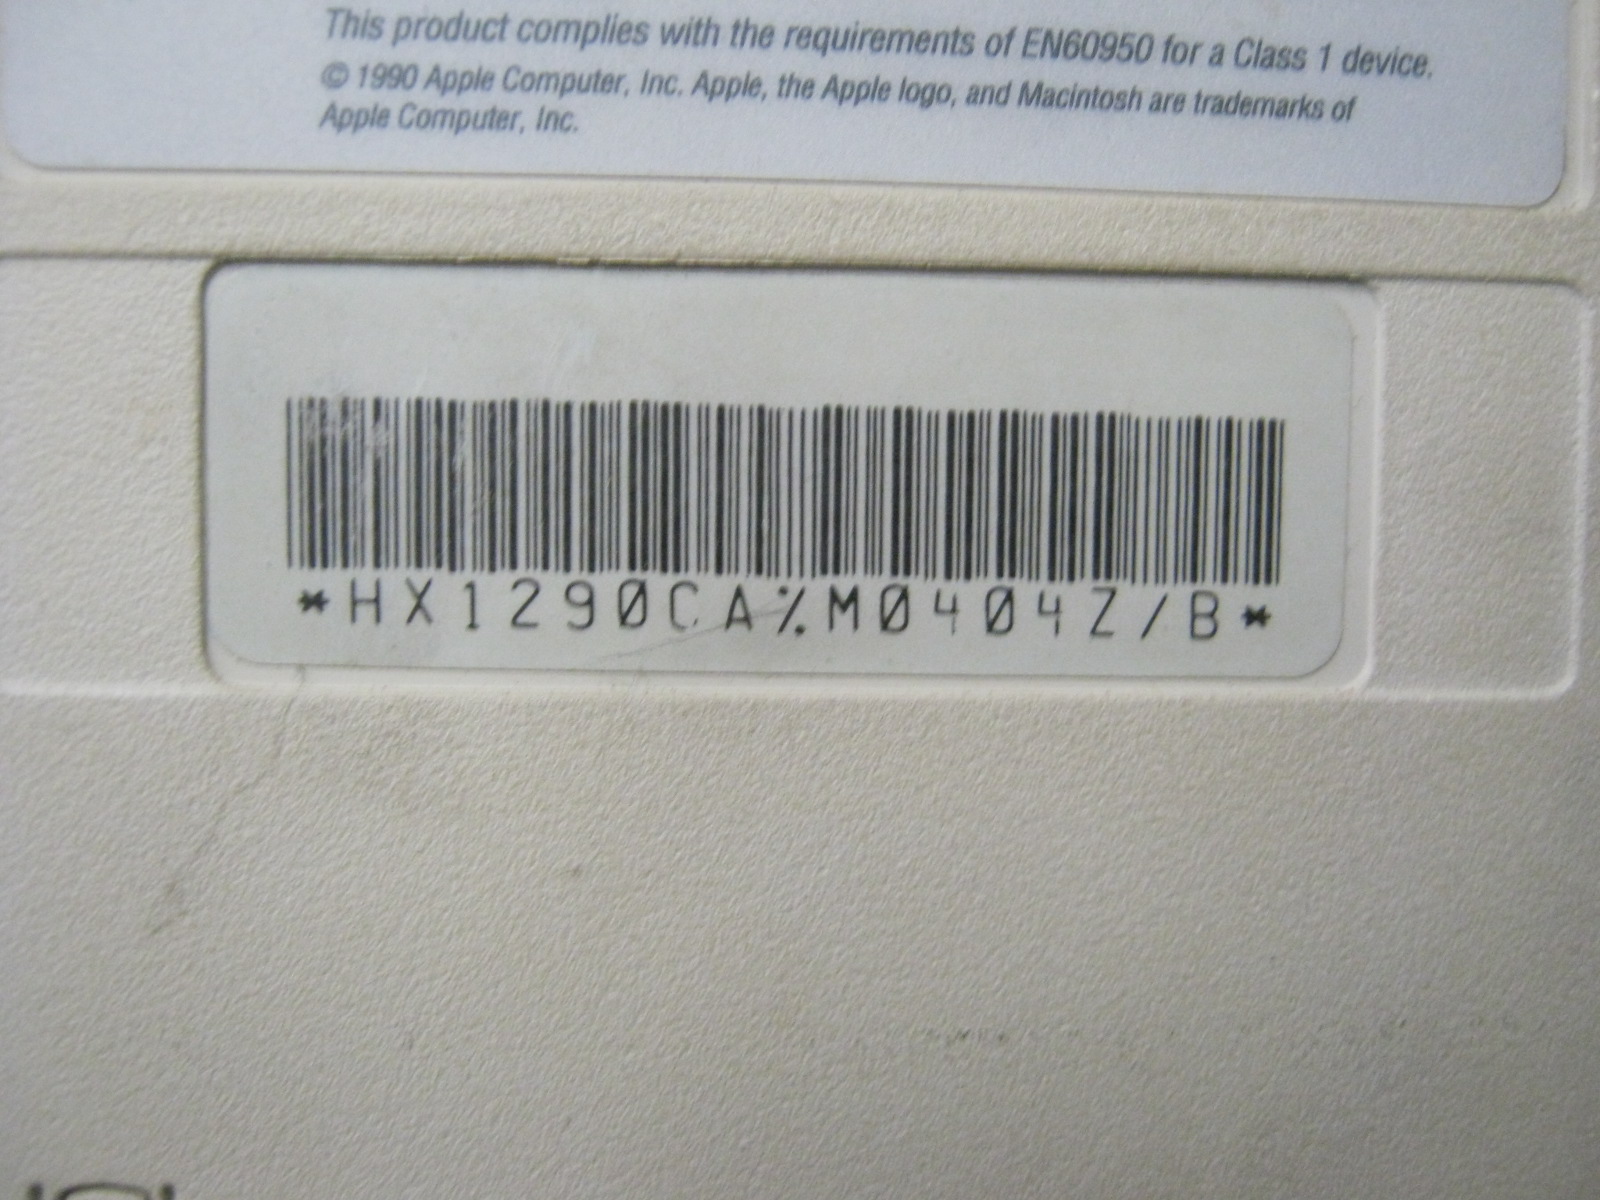 This product complies with the requirements of EN60950 for a Class 1 device.
© 1990 Apple Computer, Inc. Apple, the Apple logo, and Macintosh are trademarks of
Apple Computer, Inc.
*HX1290CA%M0404Z/B*